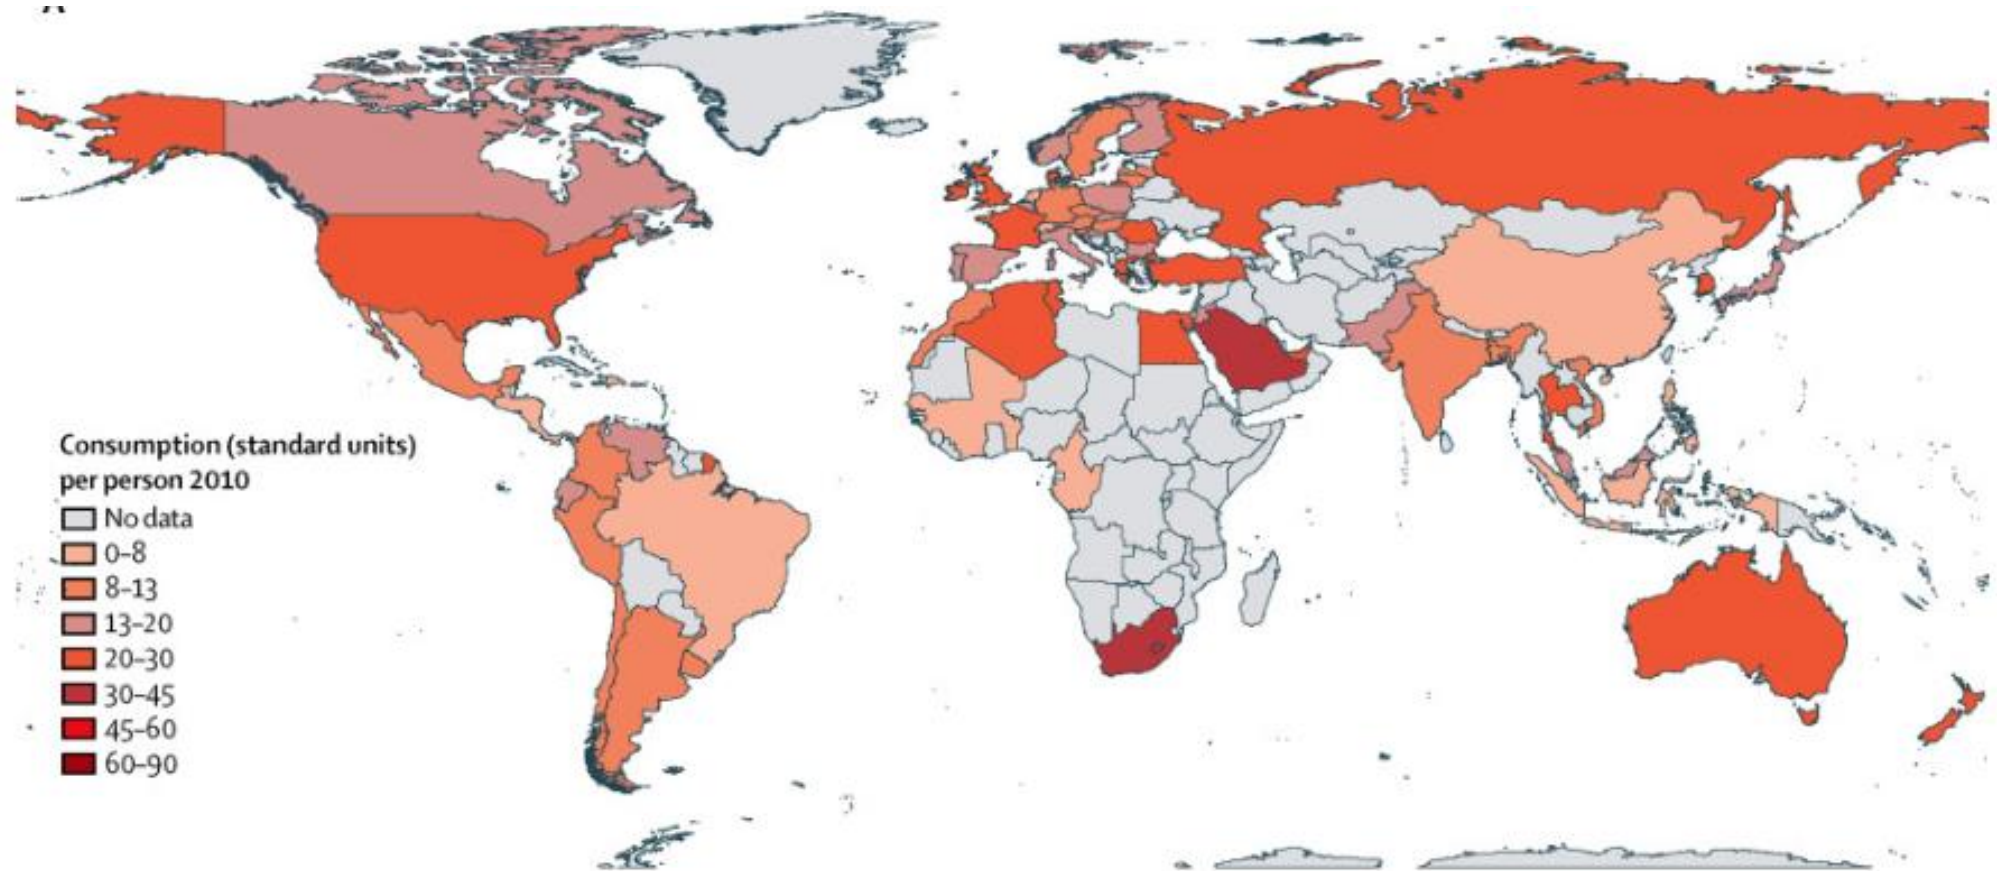 A
Consumption (standard units)
per person 2010
No data
0–8
8–13
13–20
20–30
30–45
45–60
60–90